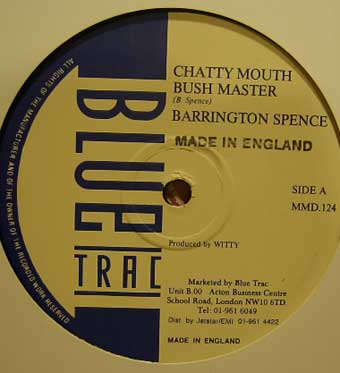 ALL RIGHTS OF THE MANUFACTURER AND OF THE OWNER OF THE RECORDED WORK RESERVED
BLUE
TRAC
CHATTY MOUTH
BUSH MASTER
(B Spence)
BARRINGTON SPENCE
MADE IN ENGLAND
SIDE A
MMD.124
Produced by WITTY
Marketed by Blue Trac
Unit B.00 Acton Business Centre
School Road, London NW10 6TD.
Tel: 01-961 6049
Dist by Jetstar/EMI 01-961 4422
MADE IN ENGLAND